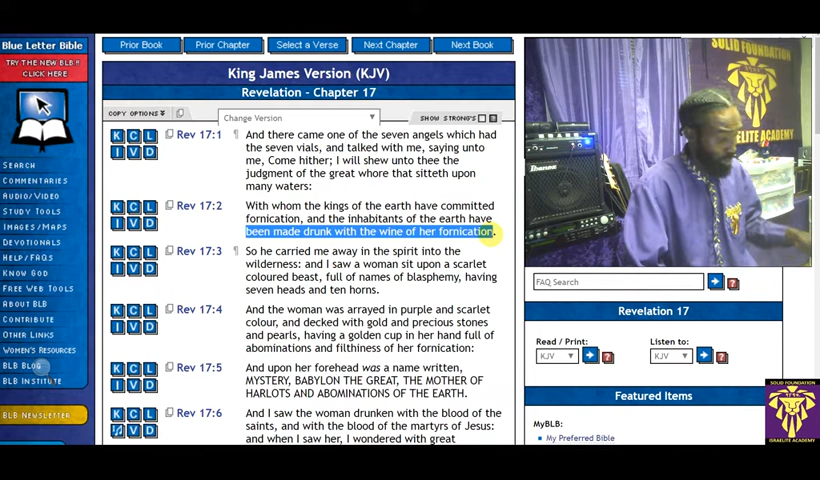 Prior Book
Prior Chapter
Select a Verse
Next Chapter
Next Book
Blue Letter Bible
TRY THE NEW BLB !!
CLICK HERE
SEARCH
COMMENTARIES
AUDIO/VIDEO
STUDY TOOLS
IMAGES/MAPS
DEVOTIONALS
HELP/FAQS
KNOW GOD
FREE WEB TOOLS
ABOUT BLB
CONTRIBUTE
OTHER LINKS
WOMEN'S RESOURCES
BLB BLOG
BLB INSTITUTE
BLB NEWSLETTER
King James Version (KJV)
Revelation - Chapter 17
COPY OPTIONS
Change Version
SHOW STRONG'S
K C L Rev 17:1 ¶ And there came one of the seven angels which had
I V D the seven vials, and talked with me, saying unto
me, Come hither; I will shew unto thee the
judgment of the great whore that sitteth upon
many waters:
K C L Rev 17:2 With whom the kings of the earth have committed
I V D fornication, and the inhabitants of the earth have
been made drunk with the wine of her fornication.
K C L Rev 17:3 So he carried me away in the spirit into the
I V D wilderness: and I saw a woman sit upon a scarlet
coloured beast, full of names of blasphemy, having
seven heads and ten horns.
K C L Rev 17:4 And the woman was arrayed in purple and scarlet
I V D colour, and decked with gold and precious stones
and pearls, having a golden cup in her hand full of
abominations and filthiness of her fornication:
K C L Rev 17:5 ¶ And upon her forehead was a name written,
I V D MYSTERY, BABYLON THE GREAT, THE MOTHER OF
HARLOTS AND ABOMINATIONS OF THE EARTH.
K C L Rev 17:6 And I saw the woman drunken with the blood of the
V D saints, and with the blood of the martyrs of Jesus:
and when I saw her, I wondered with great
SOLID FOUNDATION
ISRAELITE
ACADEMY
FAQ Search
Revelation 17
Read / Print:
KJV
Listen to:
KJV
Featured Items
MyBLB:
My Preferred Bible
SOLID
FOUNDATION
ISRAELITE ACADEMY